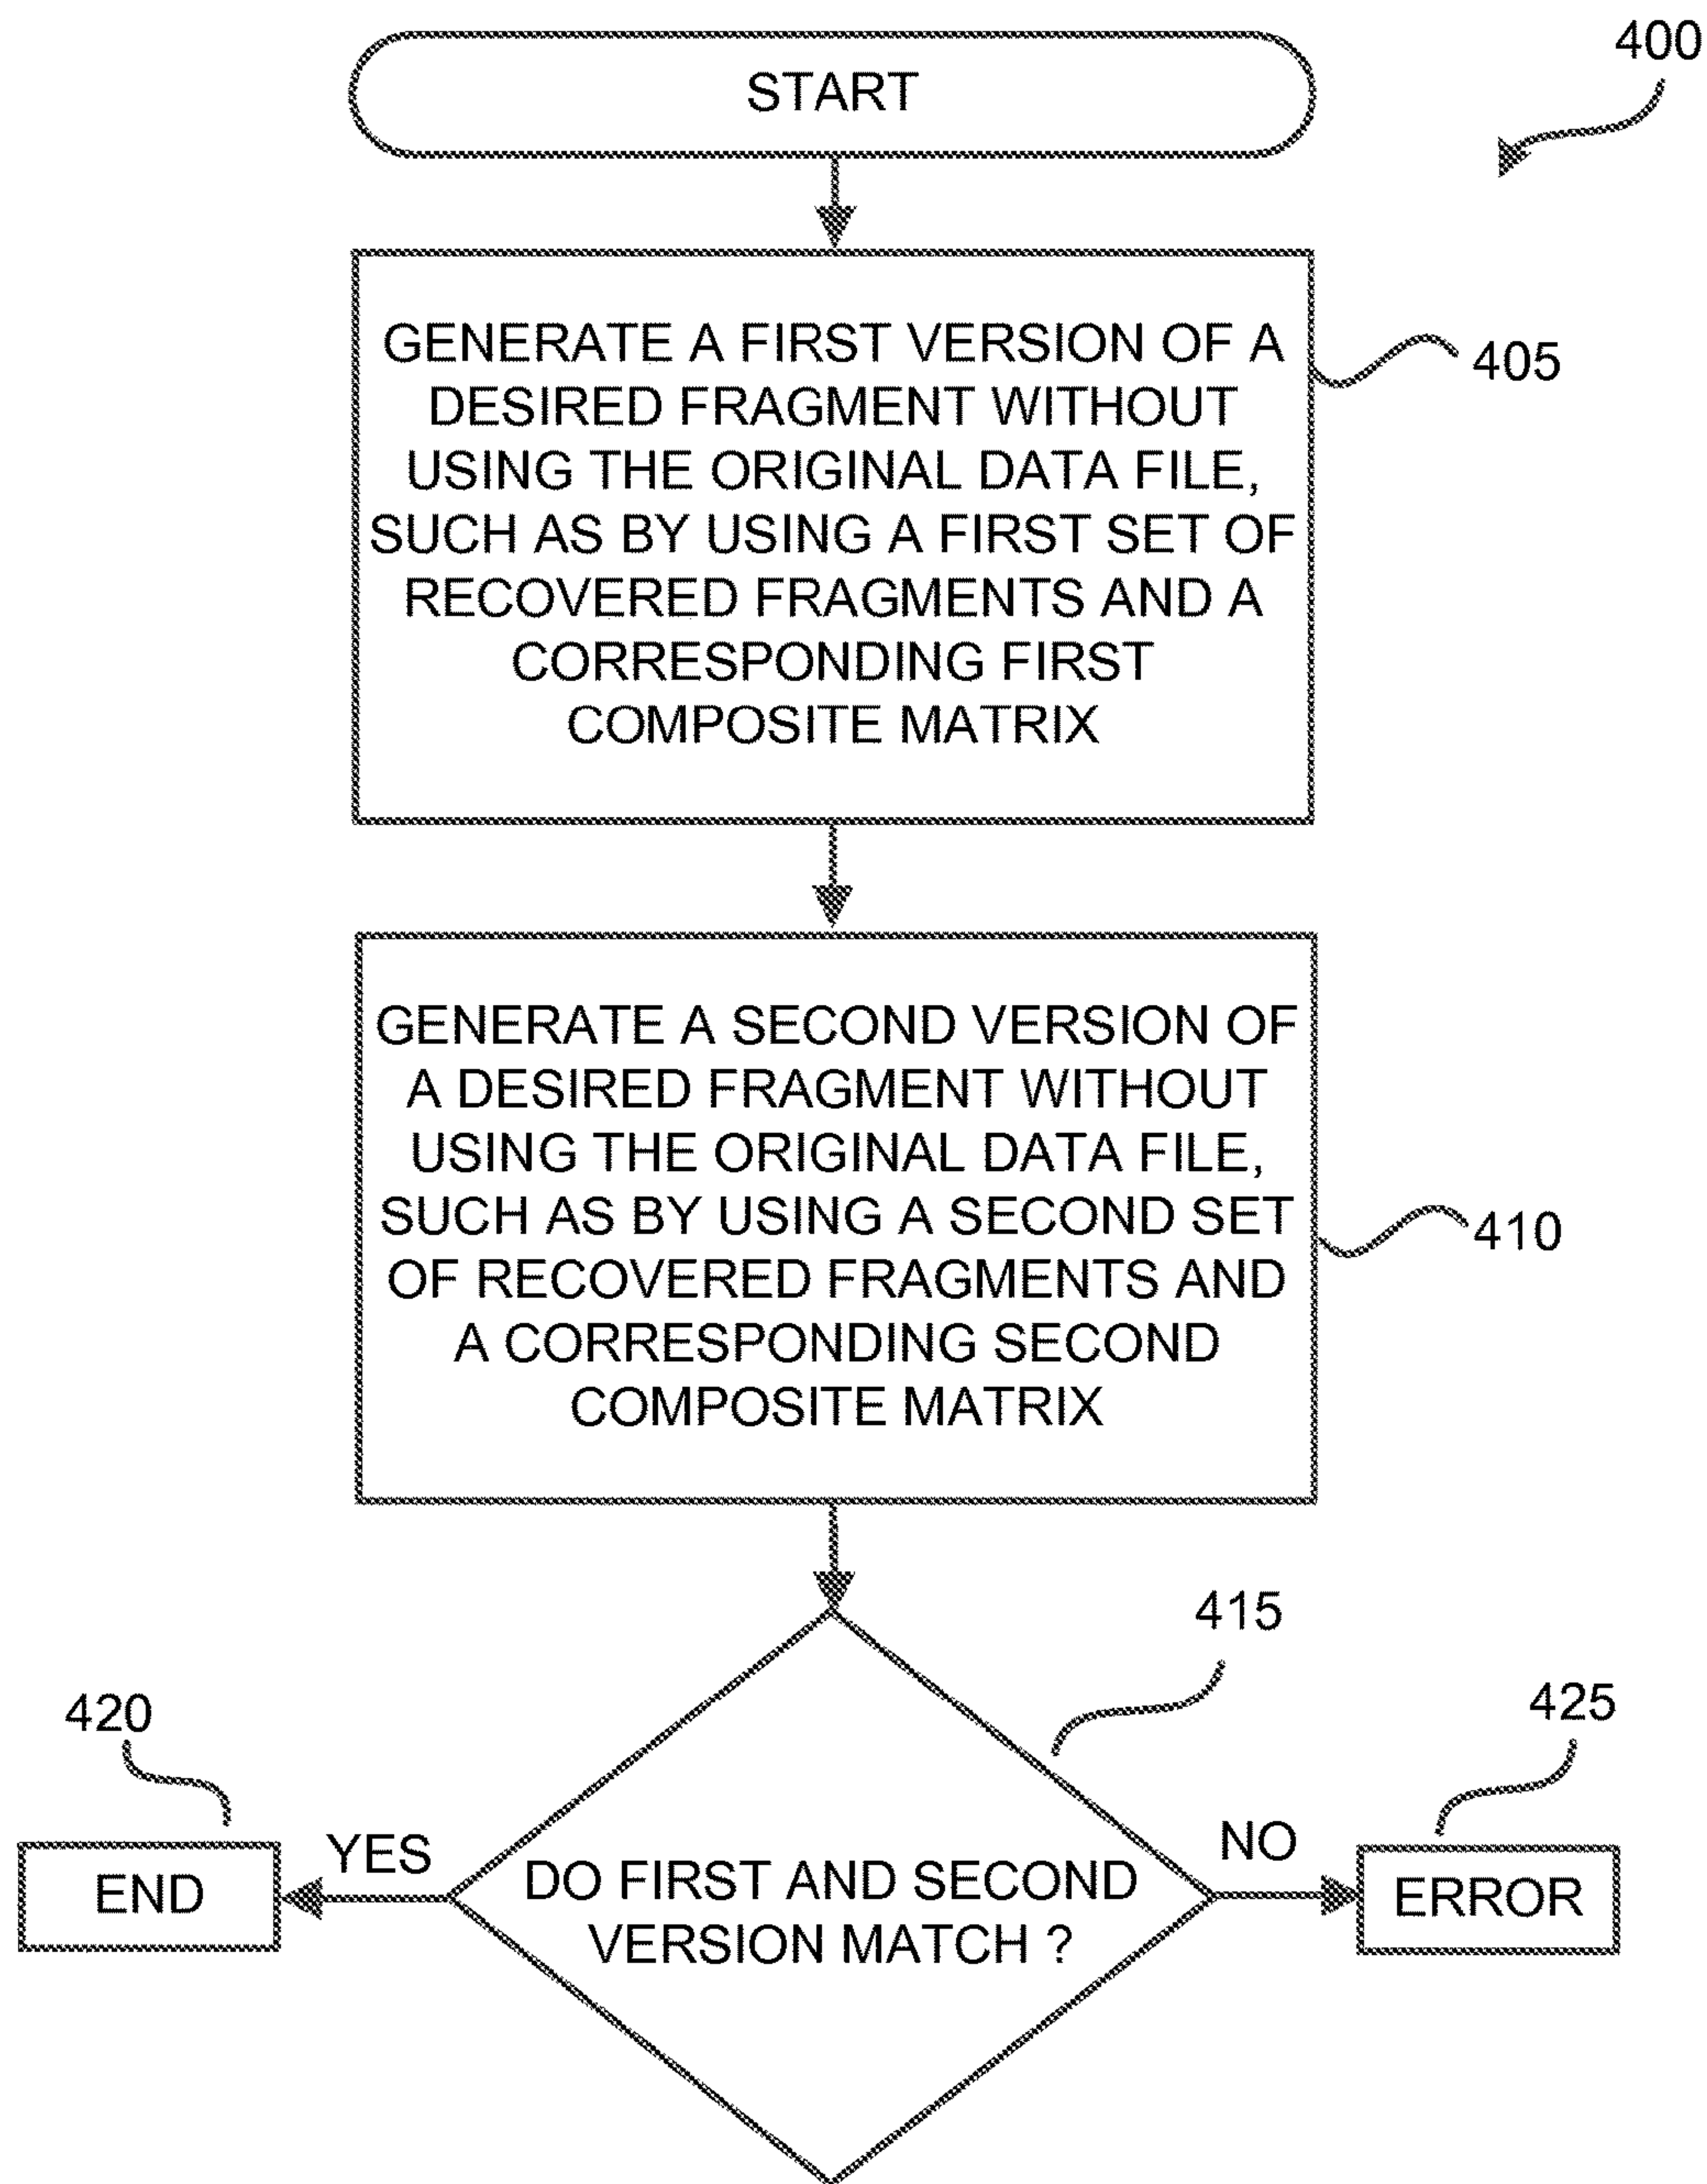 400
START
GENERATE A FIRST VERSION OF A
DESIRED FRAGMENT WITHOUT
USING THE ORIGINAL DATA FILE,
SUCH AS BY USING A FIRST SET OF
RECOVERED FRAGMENTS AND A
CORRESPONDING FIRST
COMPOSITE MATRIX
405
GENERATE A SECOND VERSION OF
A DESIRED FRAGMENT WITHOUT
USING THE ORIGINAL DATA FILE,
SUCH AS BY USING A SECOND SET
OF RECOVERED FRAGMENTS AND
A CORRESPONDING SECOND
COMPOSITE MATRIX
410
415
420
425
YES
NO
END
DO FIRST AND SECOND
VERSION MATCH ?
ERROR